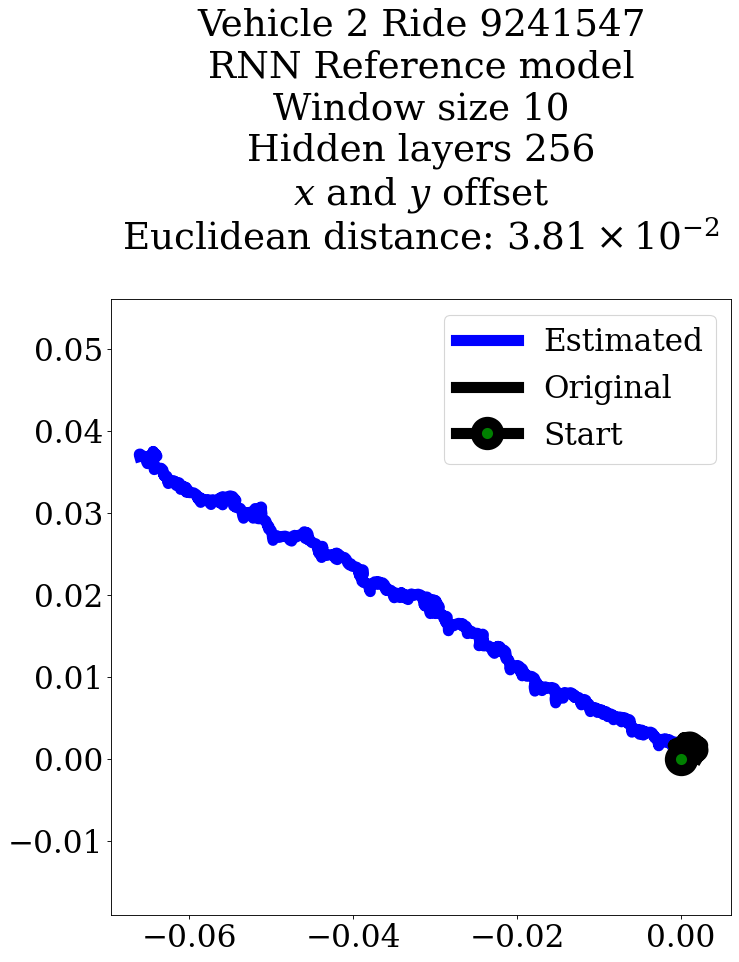 Vehicle 2 Ride 9241547
RNN Reference model
Window size 10
Hidden layers 256
x and y offset
Euclidean distance: 3.81 × 10⁻²
Estimated
Original
Start
0.05
0.04
0.03
0.02
0.01
0.00
−0.01
−0.06 −0.04 −0.02 0.00